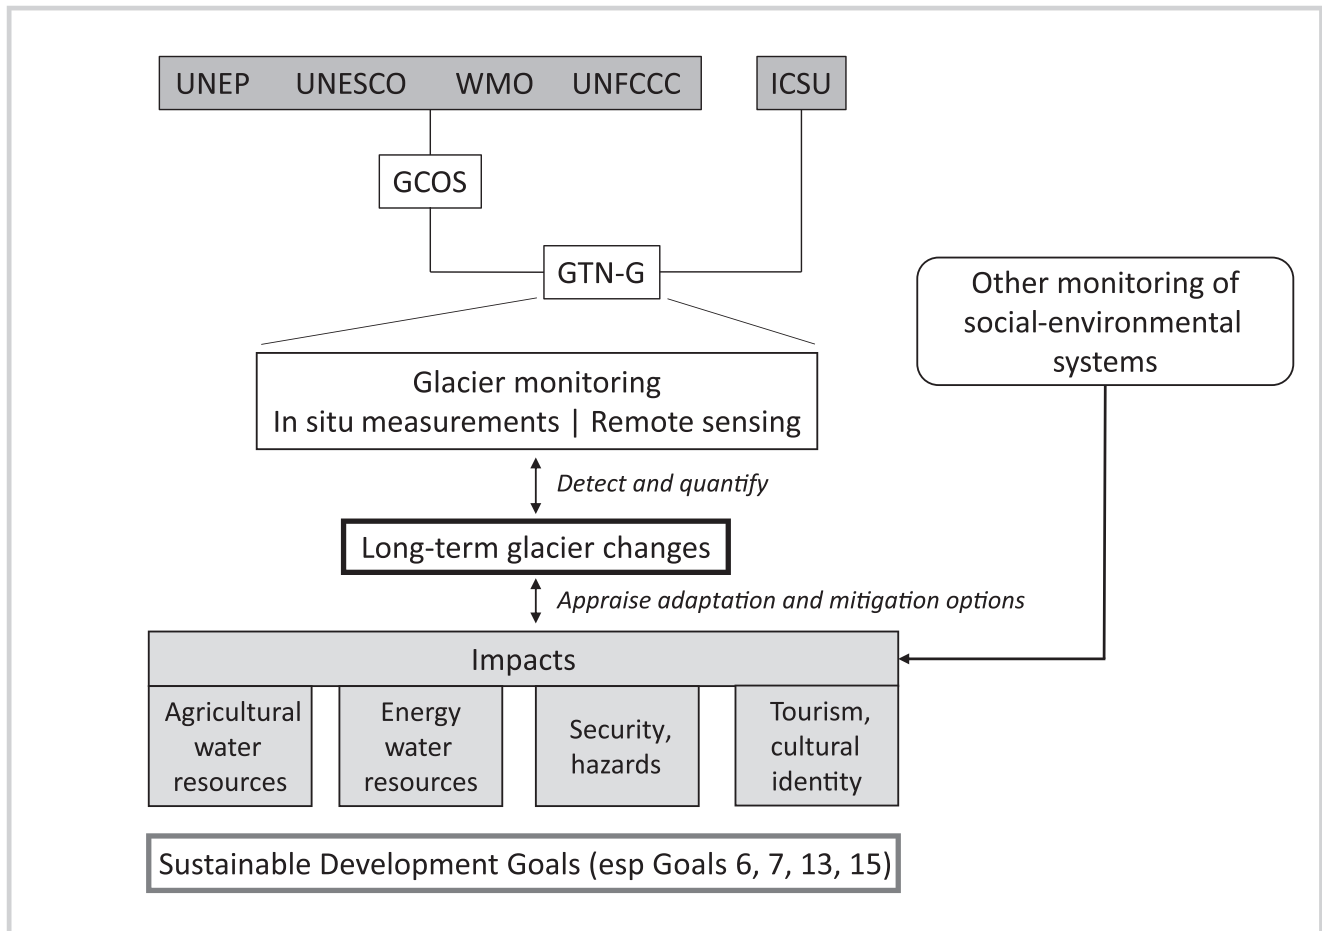 UNEP UNESCO WMO UNFCCC
ICSU
GCOS
GTN-G
Other monitoring of
social-environmental
systems
Glacier monitoring
In situ measurements | Remote sensing
Detect and quantify
Long-term glacier changes
Appraise adaptation and mitigation options
Impacts
Agricultural
water
resources
Energy
water
resources
Security,
hazards
Tourism,
cultural
identity
Sustainable Development Goals (esp Goals 6, 7, 13, 15)